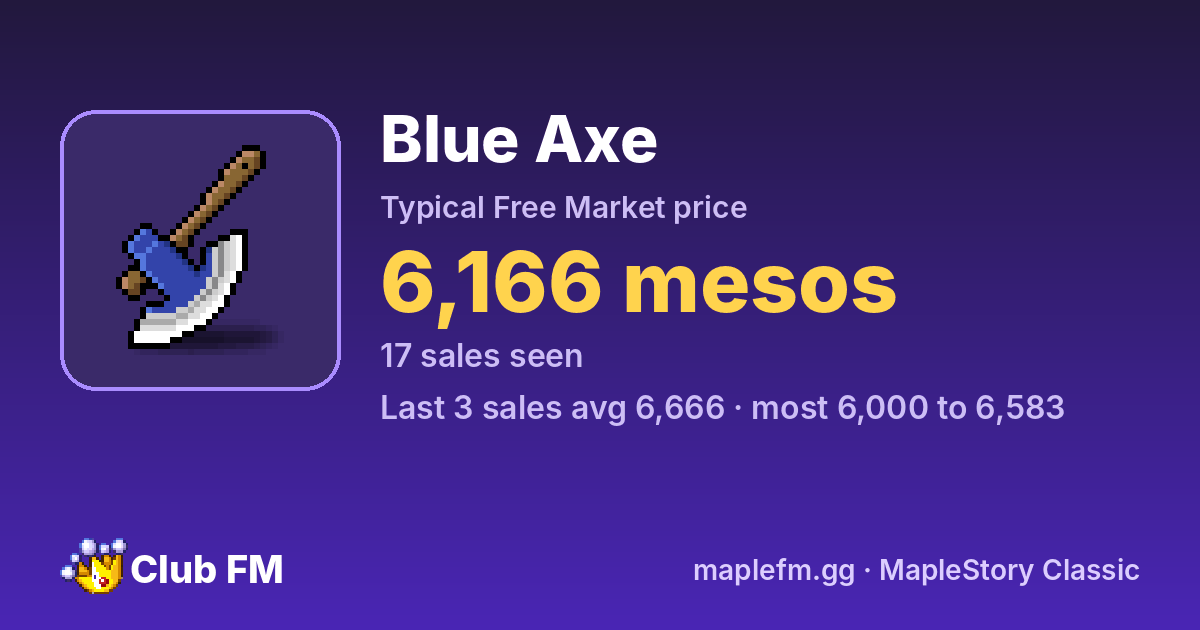 Blue Axe
Typical Free Market price
6,166 mesos
17 sales seen
Last 3 sales avg 6,666 · most 6,000 to 6,583
Club FM
maplefm.gg · MapleStory Classic